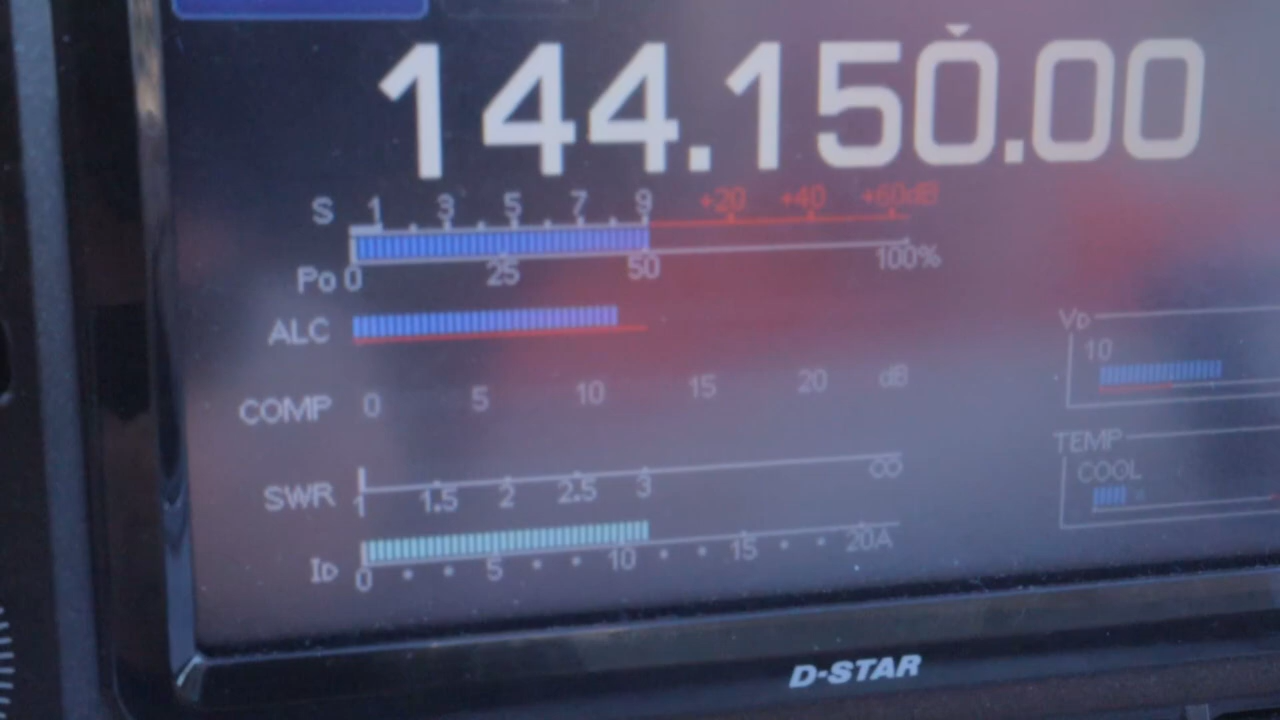 144.150.00
S 1 3 5 7 9 +20 +40 +60dB
Po 0 25 50 100%
ALC
VD
10
COMP 0 5 10 15 20 dB
TEMP
COOL
SWR 1 1.5 2 2.5 3 ∞
ID 0 5 10 15 20A
D-STAR